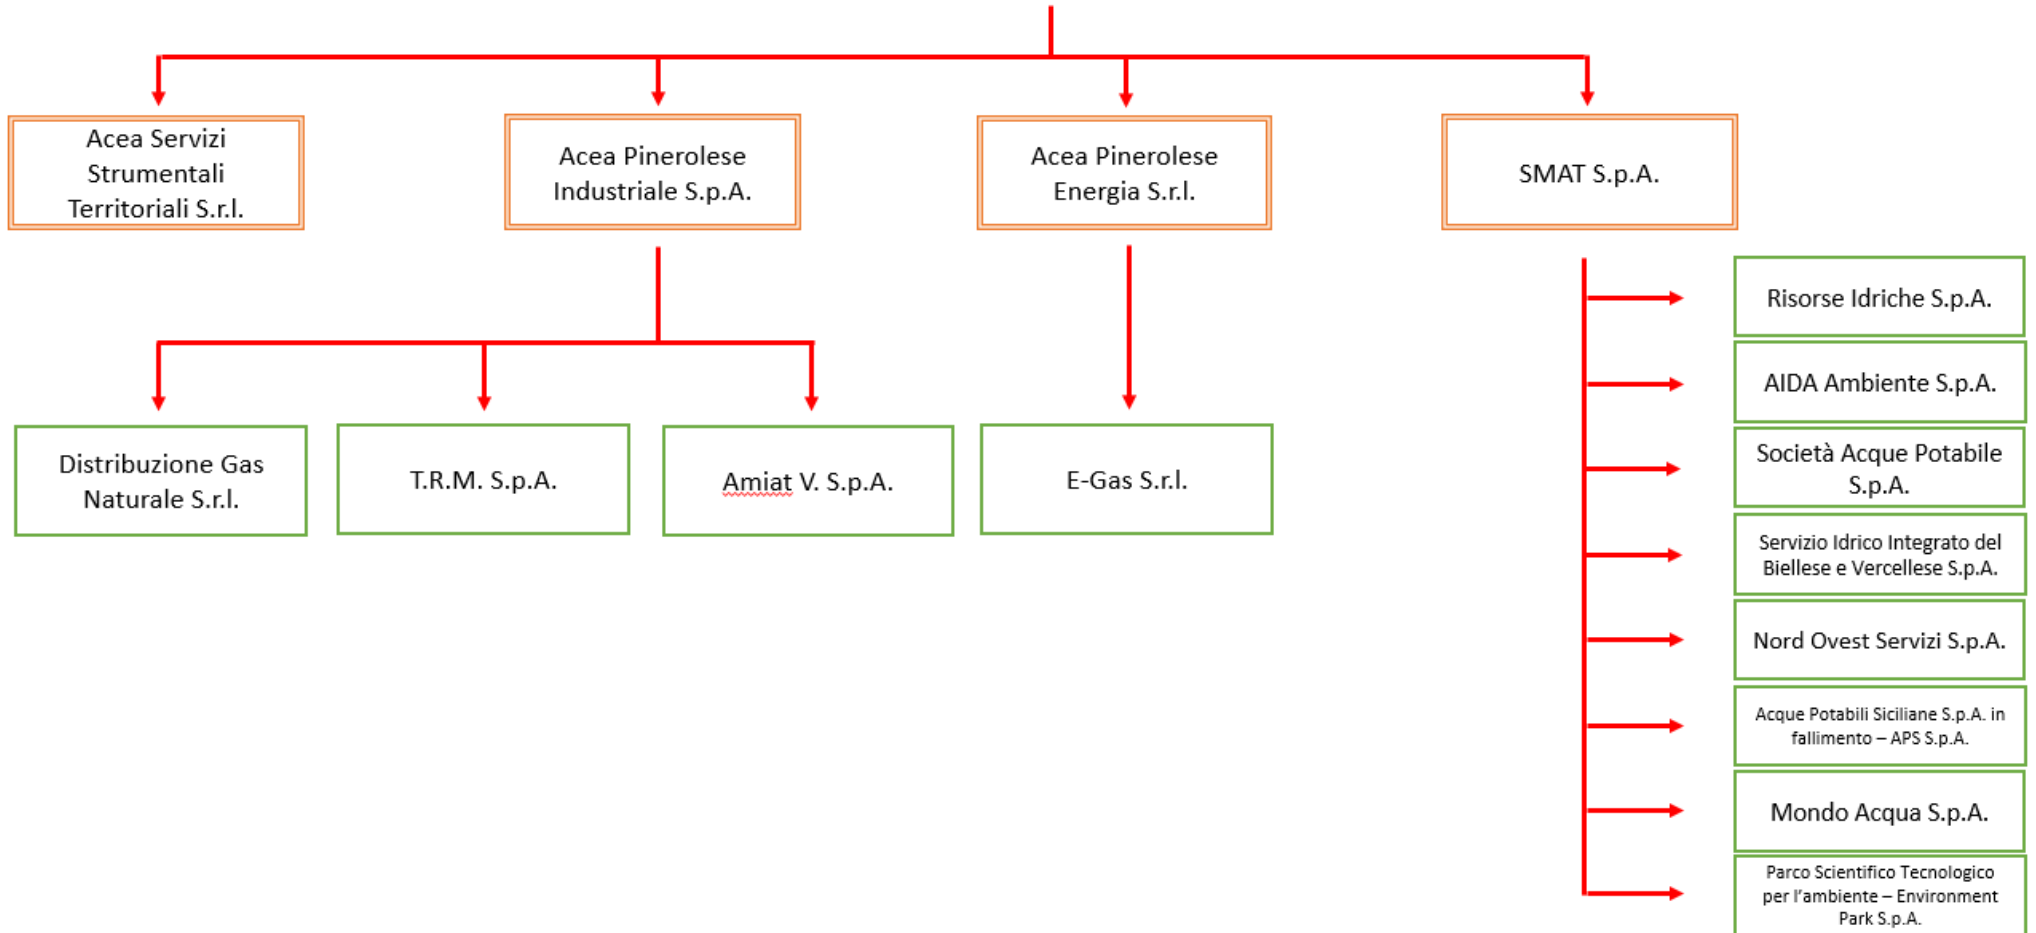 Acea Servizi
Strumentali
Territoriali S.r.l.
Acea Pinerolese
Industriale S.p.A.
Acea Pinerolese
Energia S.r.l.
SMAT S.p.A.
Distribuzione Gas
Naturale S.r.l.
T.R.M. S.p.A.
Amiat V. S.p.A.
E-Gas S.r.l.
Risorse Idriche S.p.A.
AIDA Ambiente S.p.A.
Società Acque Potabile
S.p.A.
Servizio Idrico Integrato del
Biellese e Vercellese S.p.A.
Nord Ovest Servizi S.p.A.
Acque Potabili Siciliane S.p.A. in
fallimento – APS S.p.A.
Mondo Acqua S.p.A.
Parco Scientifico Tecnologico
per l’ambiente – Environment
Park S.p.A.